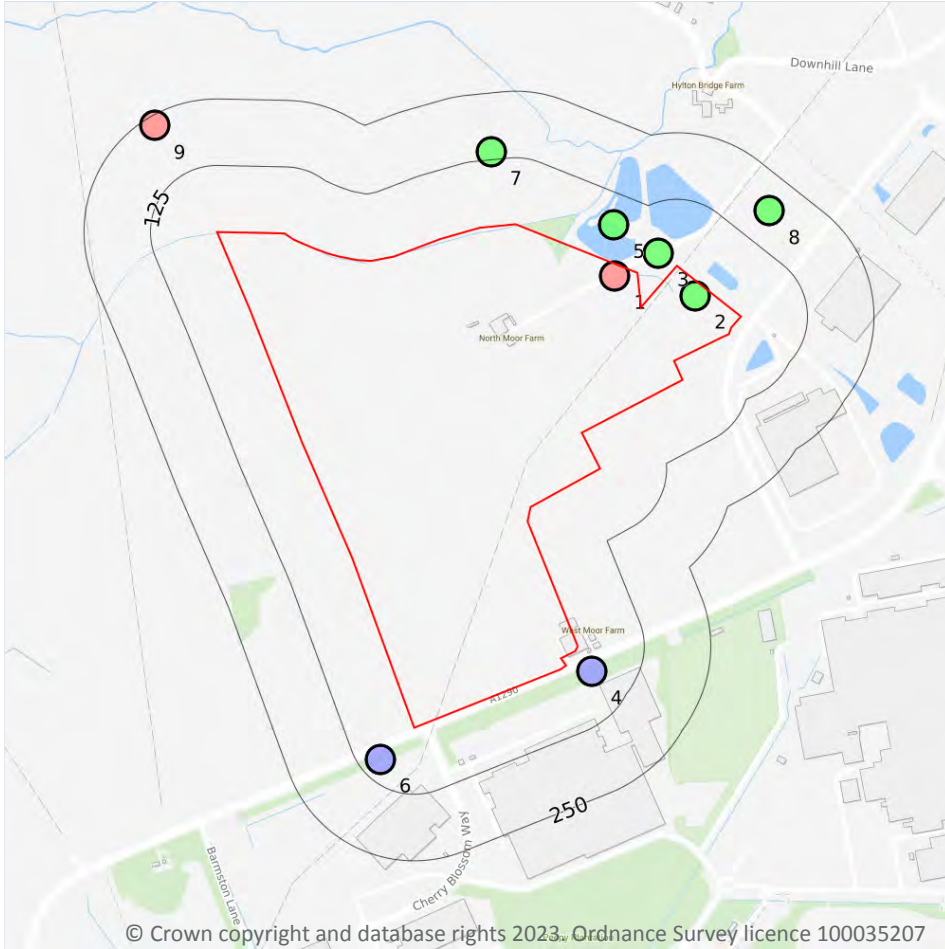 Downhill Lane
Hylton Bridge Farm
9
7
125
8
5
3
1
2
North Moor Farm
West Moor Farm
4
A1290
6
250
Cherry Blossom Way
Barmston Lane
© Crown copyright and database rights 2023. Ordnance Survey licence 100035207